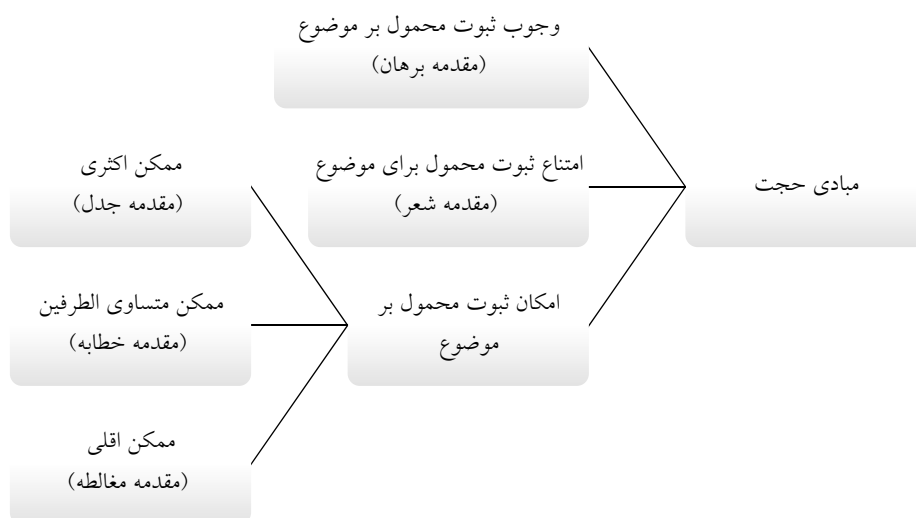 مبادی حجت
وجوب ثبوت محمول بر موضوع
(مقدمه برهان)
امتناع ثبوت محمول برای موضوع
(مقدمه شعر)
امکان ثبوت محمول بر
موضوع
ممکن اکثری
(مقدمه جدل)
ممکن متساوی الطرفین
(مقدمه خطابه)
ممکن اقلی
(مقدمه مغالطه)